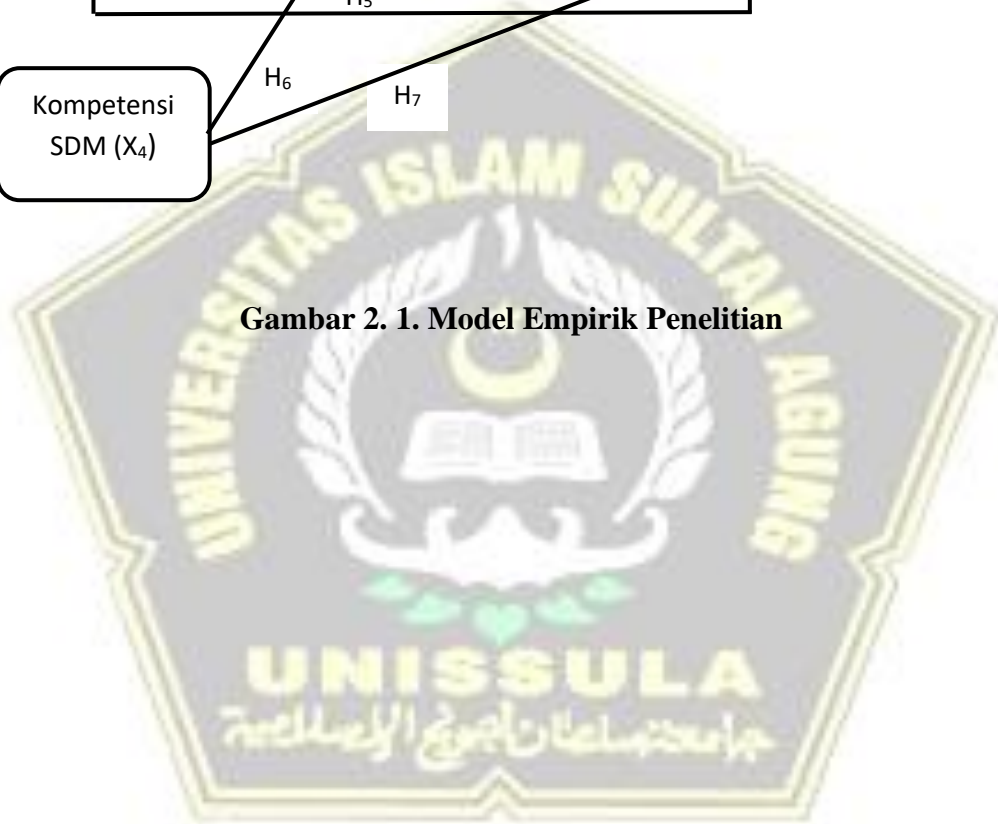 H₅
H₆
H₇
Kompetensi
SDM (X₄)
UNIVERSITAS ISLAM SULTAN AGUNG
Gambar 2. 1. Model Empirik Penelitian
UNISSULA
جامعة سلطان أجونج الإسلامية